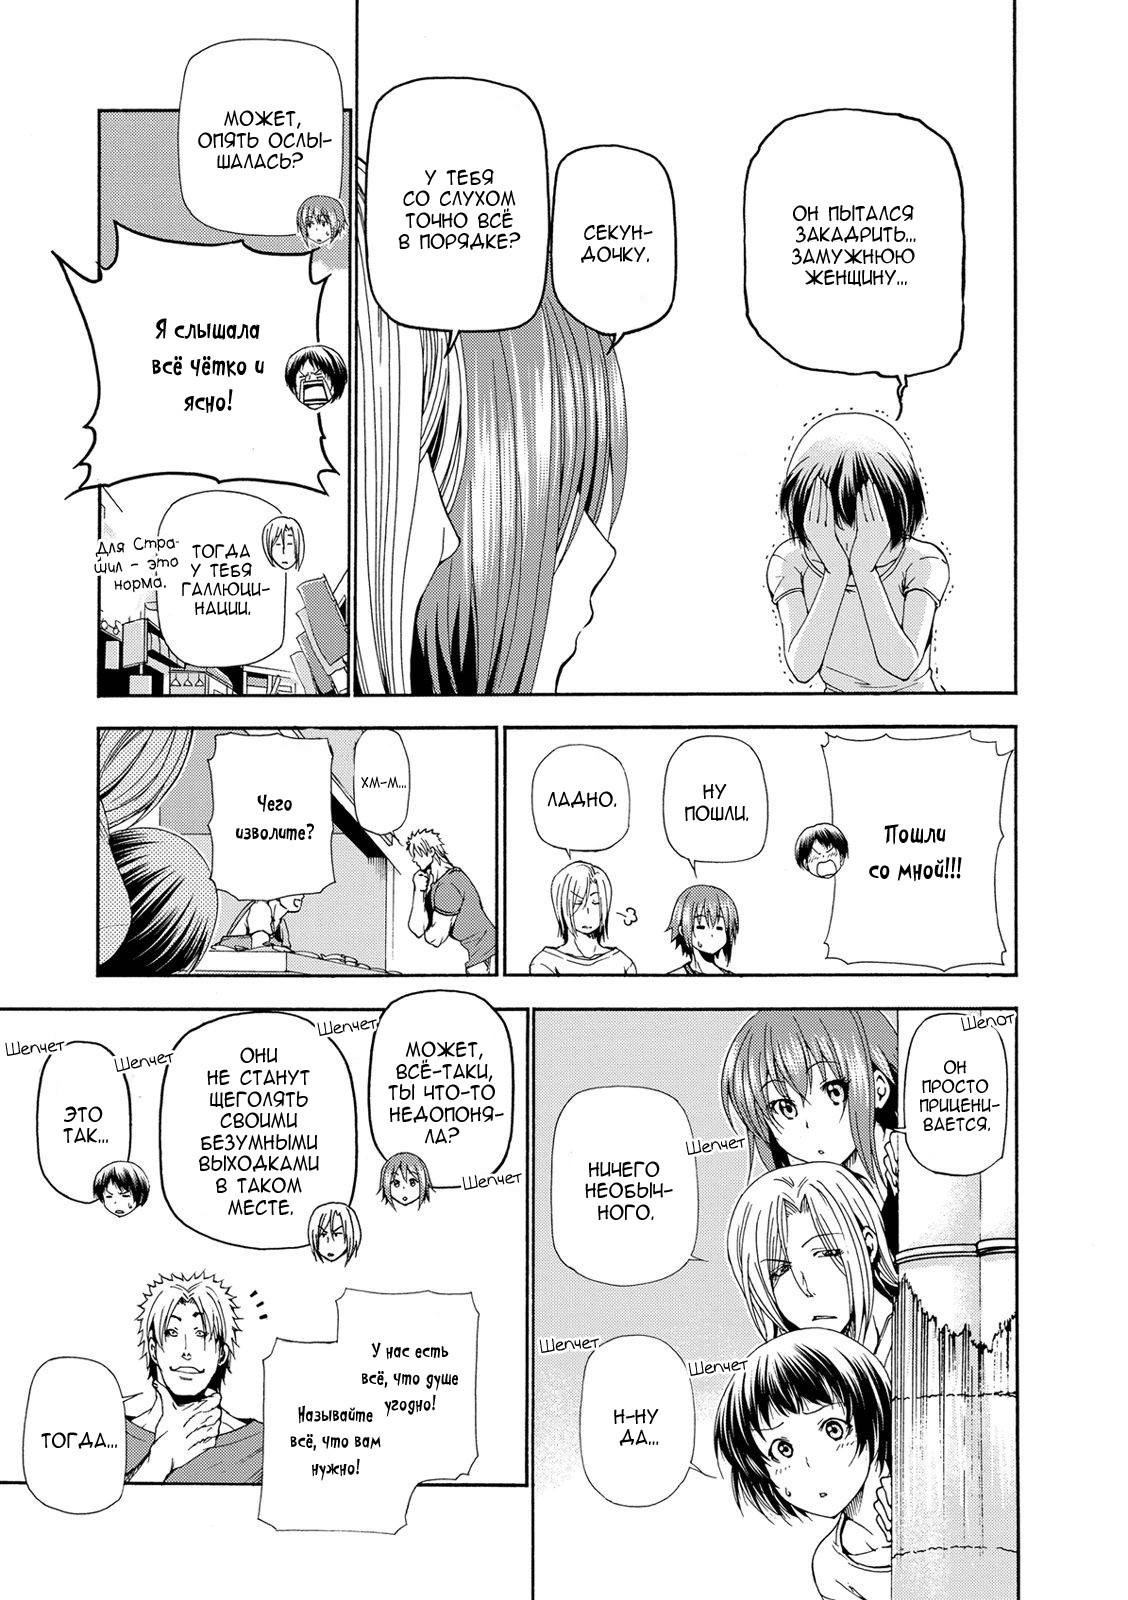 ОН ПЫТАЛСЯ
ЗАКАДРИТЬ...
ЗАМУЖНЮЮ
ЖЕНЩИНУ...
СЕКУН-
ДОЧКУ.
У ТЕБЯ
СО СЛУХОМ
ТОЧНО ВСЁ
В ПОРЯДКЕ?
МОЖЕТ,
ОПЯТЬ ОСЛЫ-
ШАЛАСЬ?
Я слышала
всё чётко и
ясно!
ТОГДА
У ТЕБЯ
ГАЛЛЮЦИ-
НАЦИИ.
Для Стра-
шил - это
норма.
Пошли
со мной!!!
НУ
ПОШЛИ.
ЛАДНО.
ХМ-М...
Чего
изволите?
Шепот
ОН
ПРОСТО
ПРИЦЕНИ-
ВАЕТСЯ.
Шепчет
НИЧЕГО
НЕОБЫЧ-
НОГО.
Шепчет
Шепчет
Н-НУ
ДА...
Шепчет
МОЖЕТ,
ВСЁ-ТАКИ,
ТЫ ЧТО-ТО
НЕДОПОНЯ-
ЛА?
Шепчет
Шепчет
ОНИ
НЕ СТАНУТ
ЩЕГОЛЯТЬ
СВОИМИ
БЕЗУМНЫМИ
ВЫХОДКАМИ
В ТАКОМ
МЕСТЕ.
Шепчет
ЭТО
ТАК...
У нас есть
всё, что душе
угодно!
Называйте
всё, что вам
нужно!
ТОГДА...